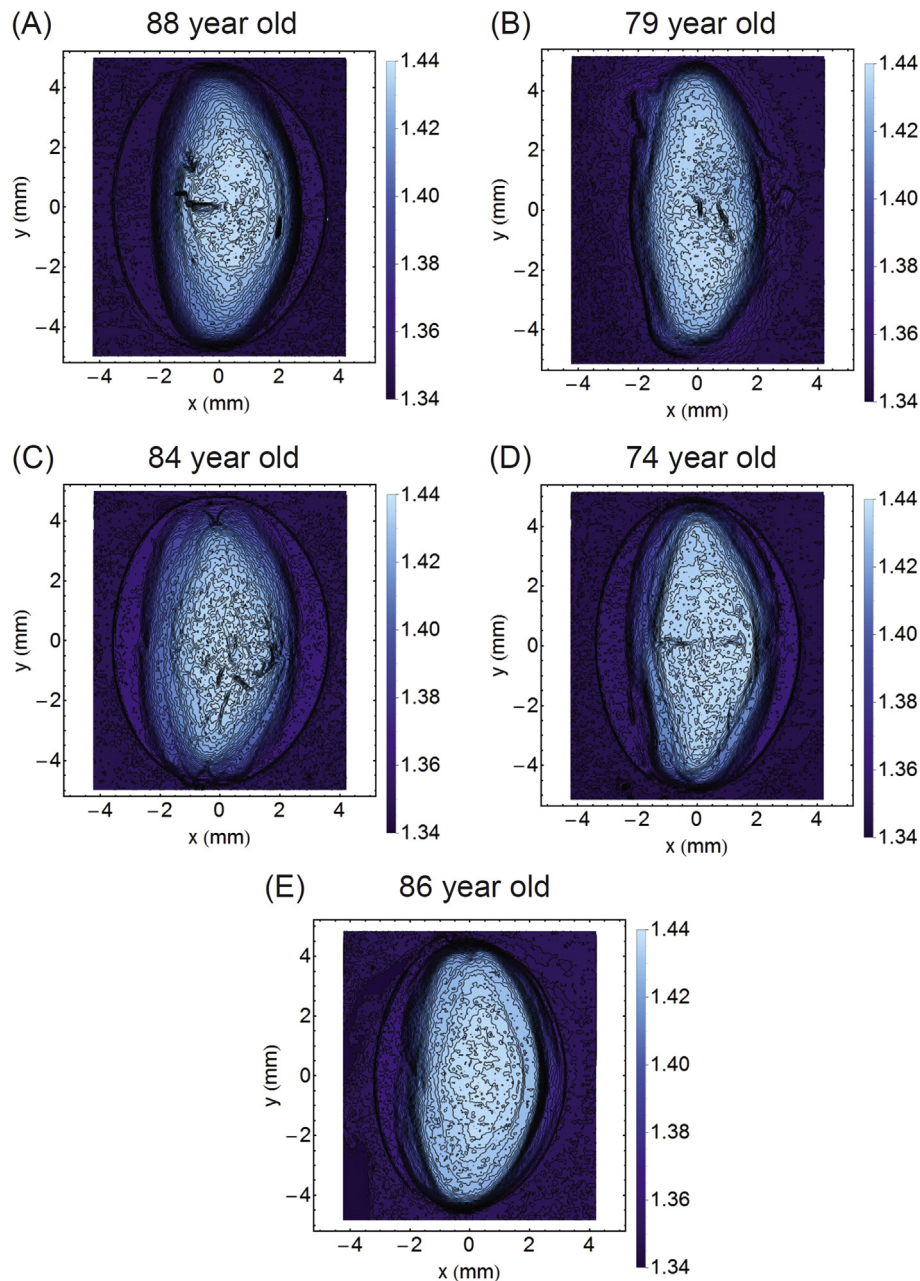 (A) 88 year old
4
2
0
−2
−4
y (mm)
−4 −2 0 2 4
x (mm)
1.44
1.42
1.40
1.38
1.36
1.34
(B) 79 year old
4
2
0
−2
−4
y (mm)
−4 −2 0 2 4
x (mm)
1.44
1.42
1.40
1.38
1.36
1.34
(C) 84 year old
4
2
0
−2
−4
y (mm)
−4 −2 0 2 4
x (mm)
1.44
1.42
1.40
1.38
1.36
1.34
(D) 74 year old
4
2
0
−2
−4
y (mm)
−4 −2 0 2 4
x (mm)
1.44
1.42
1.40
1.38
1.36
1.34
(E) 86 year old
4
2
0
−2
−4
y (mm)
−4 −2 0 2 4
x (mm)
1.44
1.42
1.40
1.38
1.36
1.34